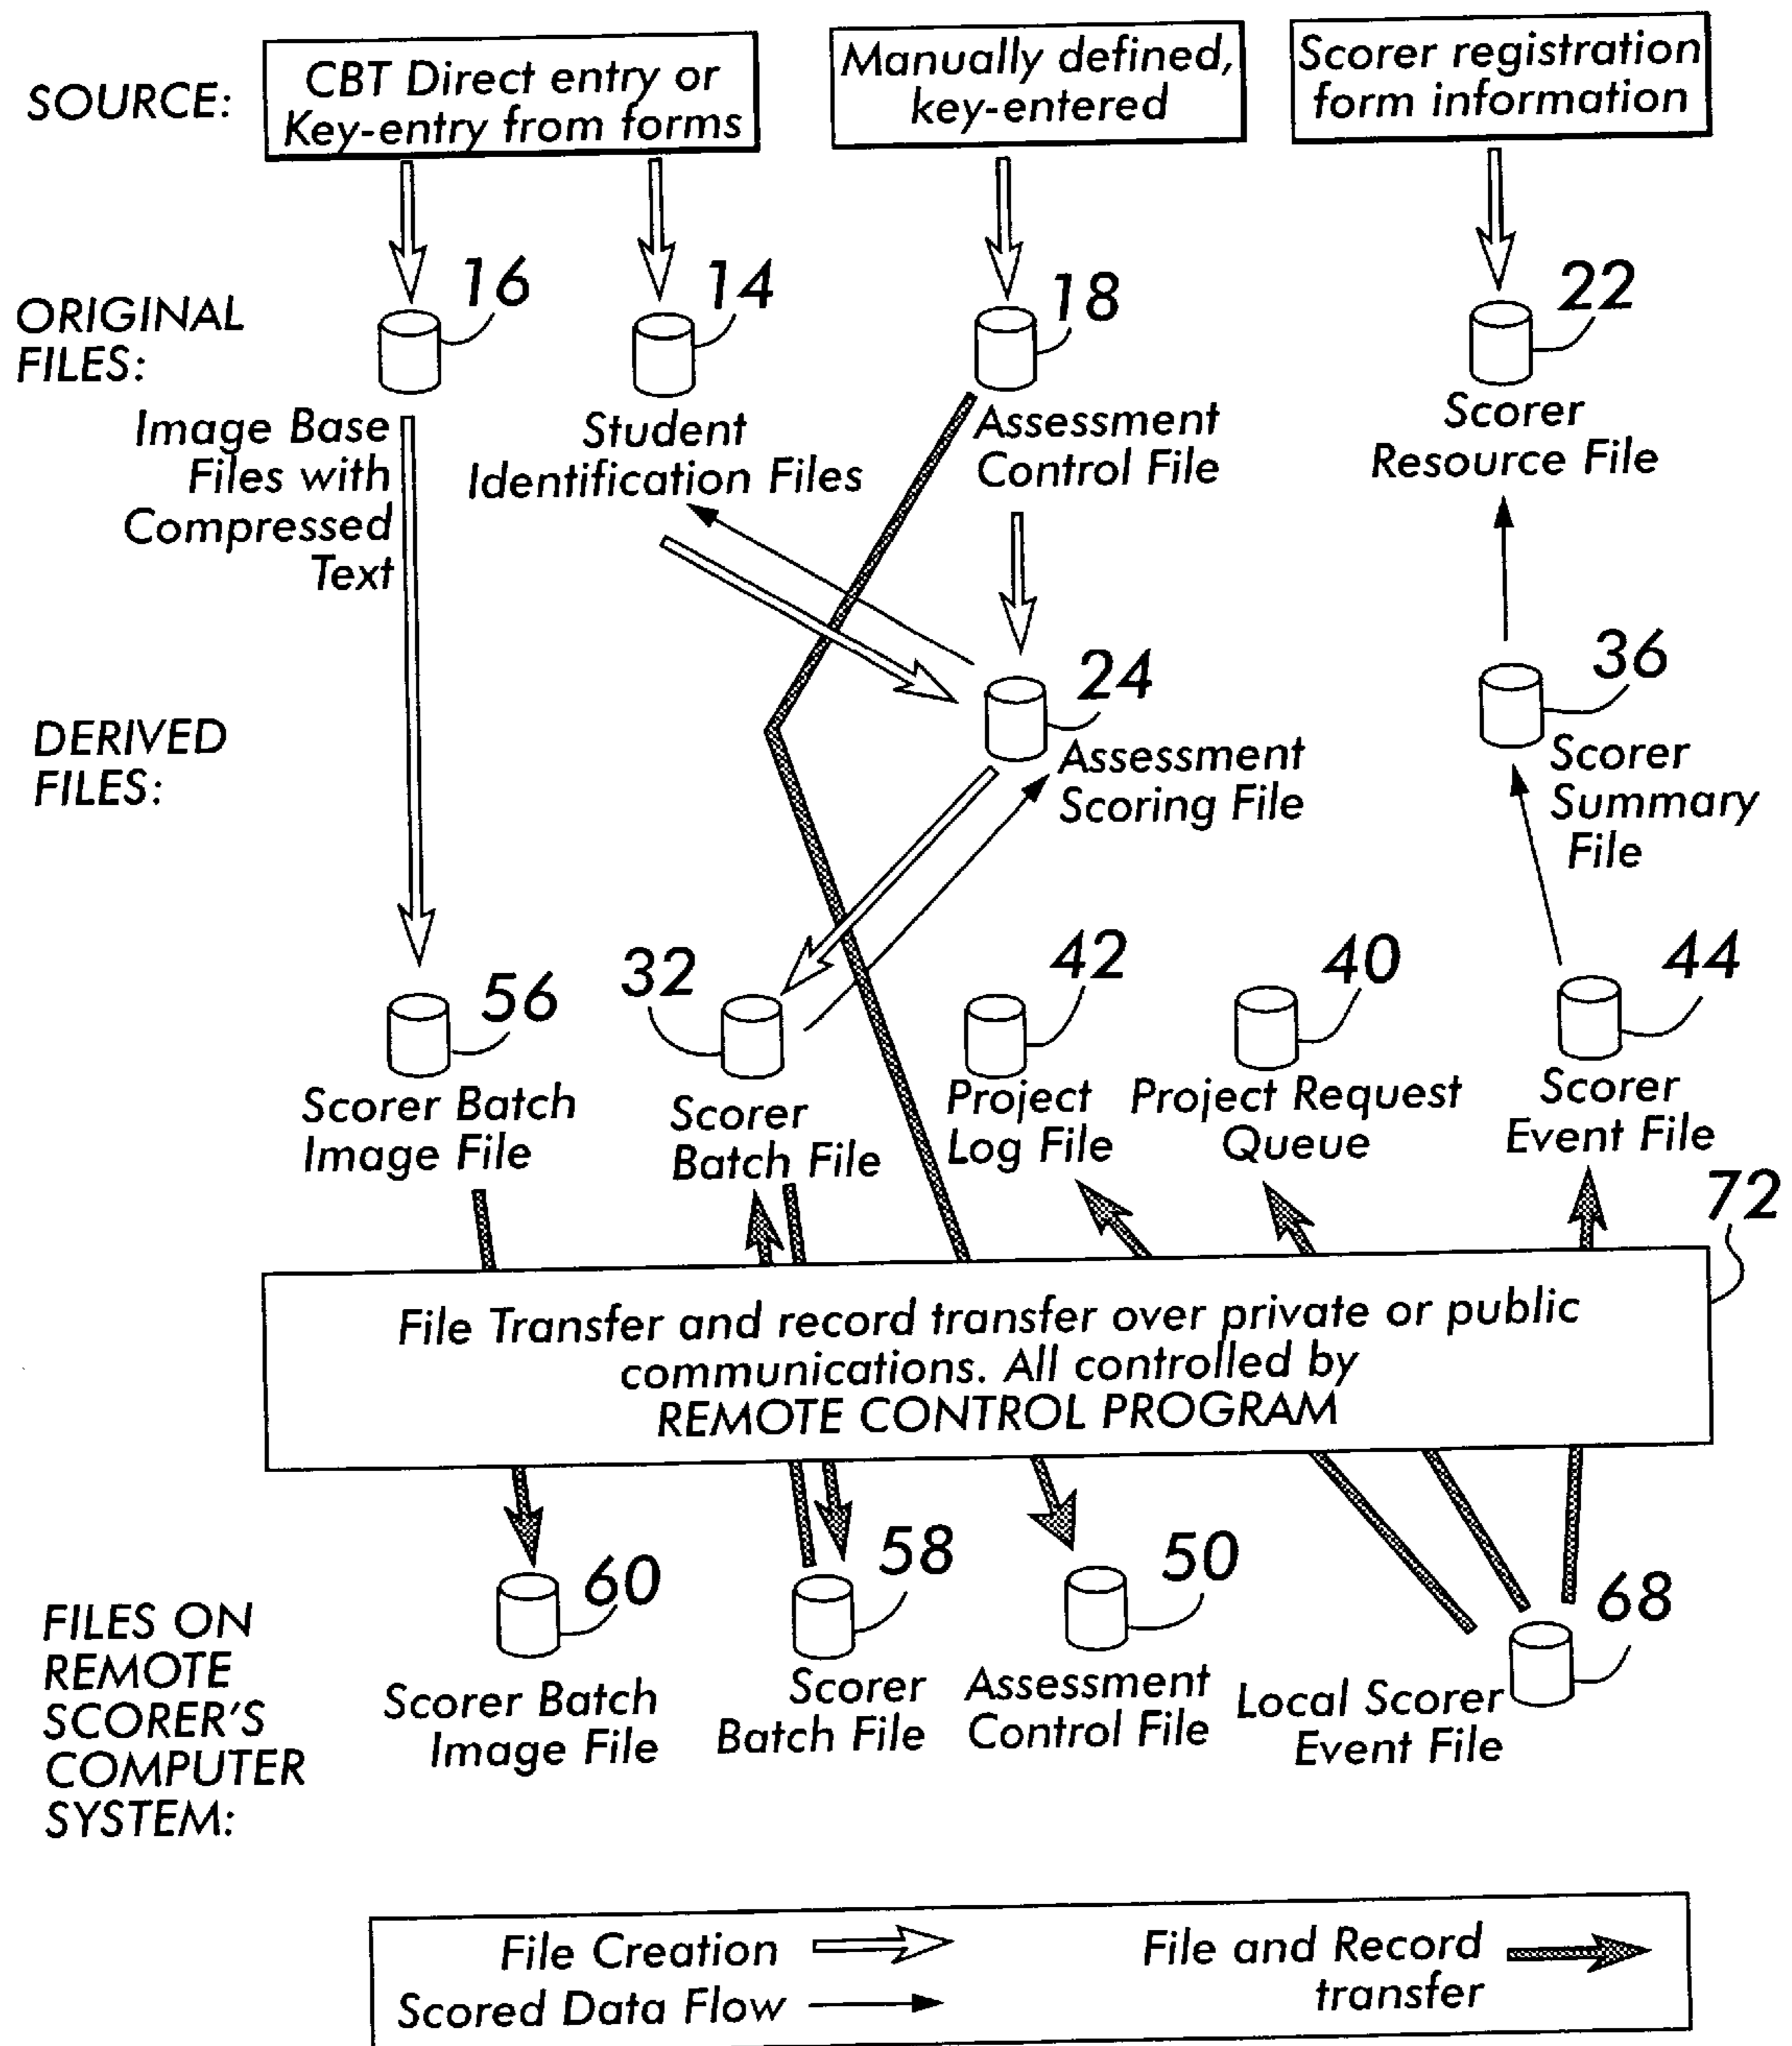 SOURCE:
CBT Direct entry or
Key-entry from forms
Manually defined,
key-entered
Scorer registration
form information
ORIGINAL
FILES:
16
14
18
22
Image Base
Files with
Compressed
Text
Student
Identification Files
Assessment
Control File
Scorer
Resource File
DERIVED
FILES:
24
36
Assessment
Scoring File
Scorer
Summary
File
56
32
42
40
44
Scorer Batch
Image File
Scorer
Batch File
Project
Log File
Project Request
Queue
Scorer
Event File
72
File Transfer and record transfer over private or public
communications. All controlled by
REMOTE CONTROL PROGRAM
FILES ON
REMOTE
SCORER'S
COMPUTER
SYSTEM:
60
58
50
68
Scorer Batch
Image File
Scorer
Batch File
Assessment
Control File
Local Scorer
Event File
File Creation
Scored Data Flow
File and Record
transfer